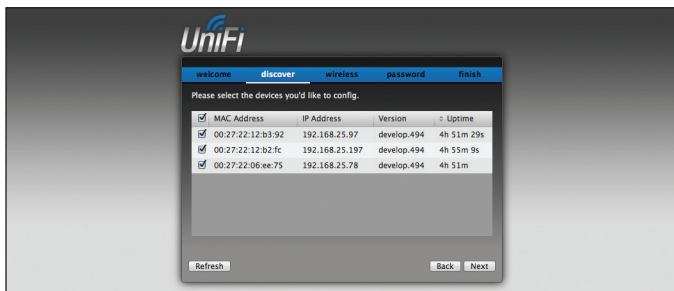 UniFi
welcome discover wireless password finish
Please select the devices you'd like to config.
MAC Address IP Address Version Uptime
00:27:22:12:b3:92 192.168.25.97 develop.494 4h 51m 29s
00:27:22:12:b2:fc 192.168.25.197 develop.494 4h 55m 9s
00:27:22:06:ee:75 192.168.25.78 develop.494 4h 51m
Refresh Back Next